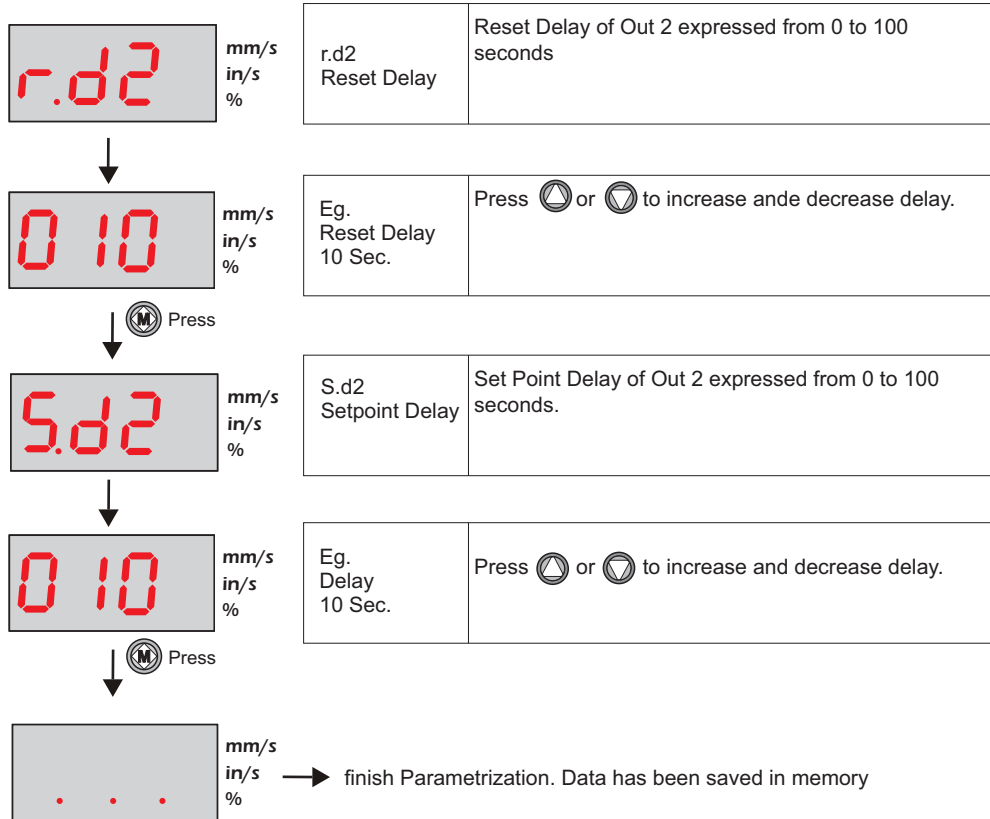 r.d2
mm/s
in/s
%
r.d2
Reset Delay
Reset Delay of Out 2 expressed from 0 to 100
seconds
010
mm/s
in/s
%
Eg.
Reset Delay
10 Sec.
Press or to increase ande decrease delay.
M Press
S.d2
mm/s
in/s
%
S.d2
Setpoint Delay
Set Point Delay of Out 2 expressed from 0 to 100
seconds.
010
mm/s
in/s
%
Eg.
Delay
10 Sec.
Press or to increase and decrease delay.
M Press
. . .
mm/s
in/s
%
finish Parametrization. Data has been saved in memory